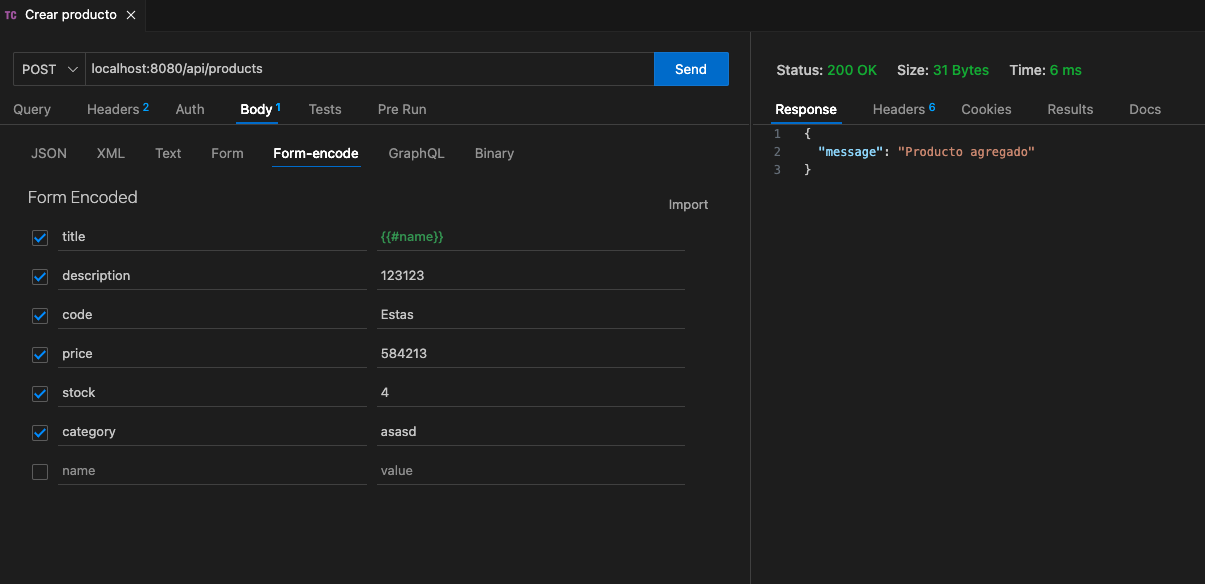 TC Crear producto
POST localhost:8080/api/products Send
Query Headers 2 Auth Body 1 Tests Pre Run
JSON XML Text Form Form-encode GraphQL Binary
Form Encoded
Import
title {{#name}}
description 123123
code Estas
price 584213
stock 4
category asasd
name value
Status: 200 OK Size: 31 Bytes Time: 6 ms
Response Headers 6 Cookies Results Docs
1 {
2 "message": "Producto agregado"
3 }